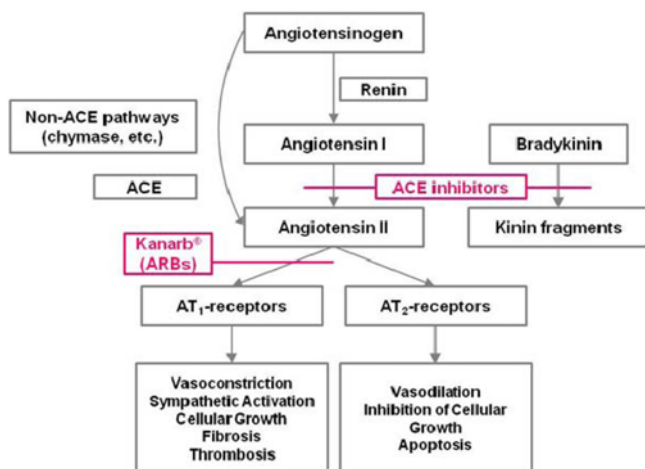 Angiotensinogen
Renin
Non-ACE pathways
(chymase, etc,)
Angiotensin I
Bradykinin
ACE
ACE inhibitors
Angiotensin II
Kinin fragments
Kanarb®
(ARBs)
AT₁-receptors
AT₂-receptors
Vasoconstriction
Sympathetic Activation
Cellular Growth
Fibrosis
Thrombosis
Vasodilation
Inhibition of Cellular
Growth
Apoptosis